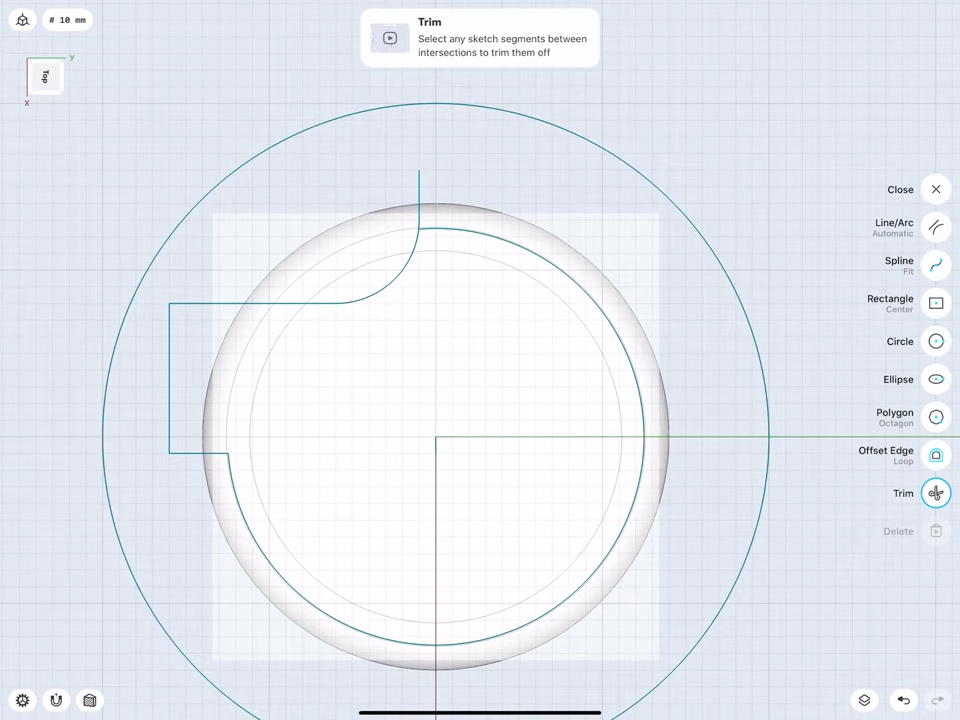 # 10 mm
Trim
Select any sketch segments between
intersections to trim them off
Y
Top
X
Close
Line/Arc
Automatic
Spline
Fit
Rectangle
Center
Circle
Ellipse
Polygon
Octagon
Offset Edge
Loop
Trim
Delete